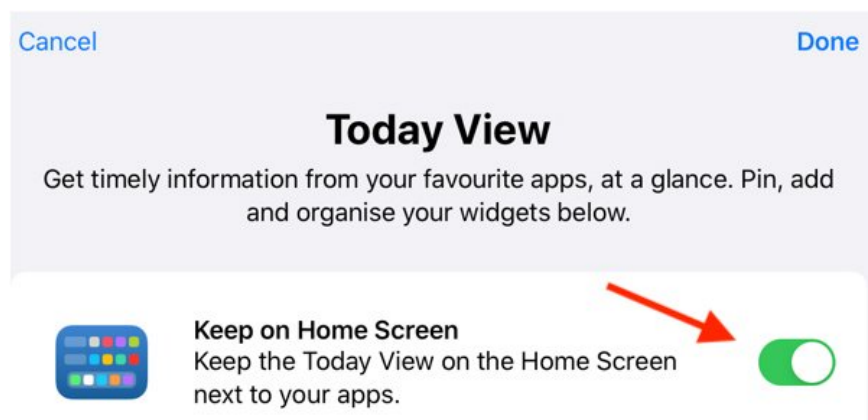 Cancel
Done
Today View
Get timely information from your favourite apps, at a glance. Pin, add
and organise your widgets below.
Keep on Home Screen
Keep the Today View on the Home Screen
next to your apps.